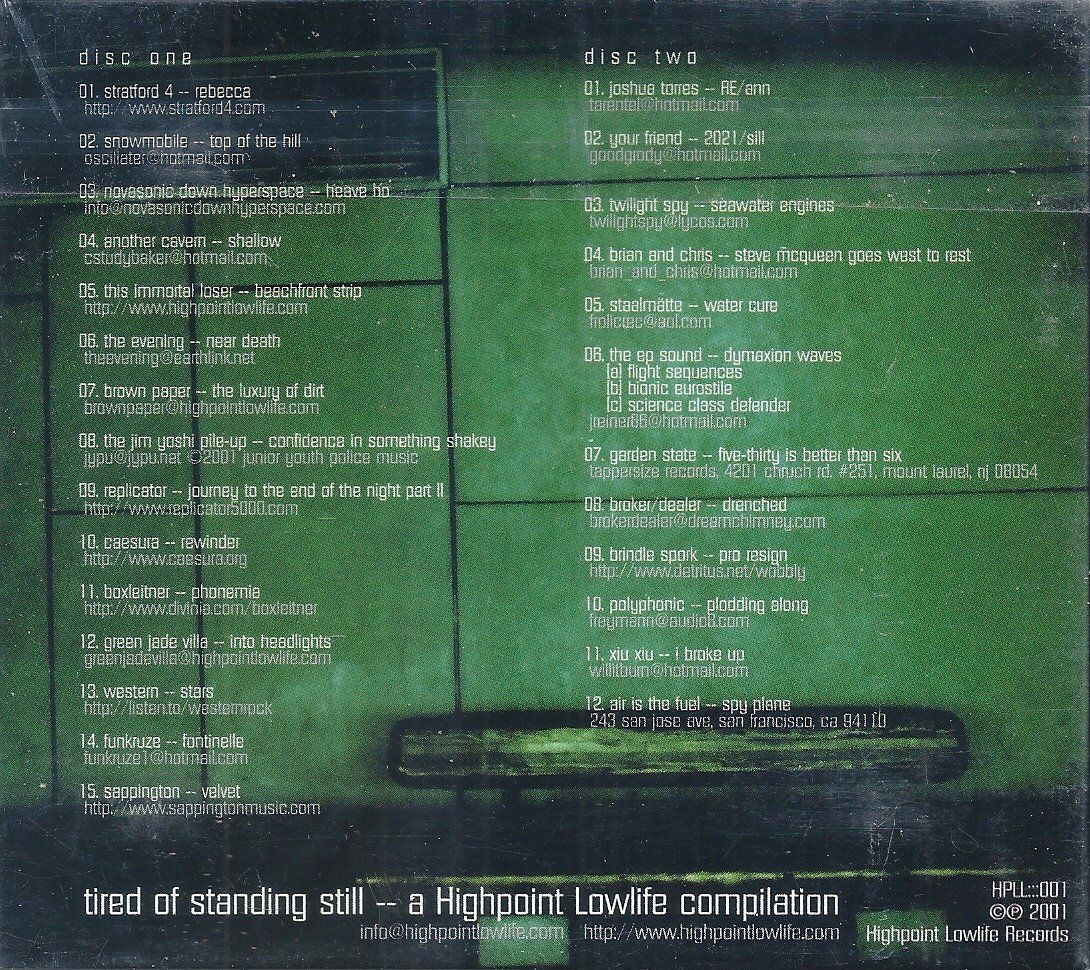 disc one
01. stratford 4 -- rebecca
http://www.stratford4.com
02. snowmobile -- top of the hill
oscillater@hotmail.com
03. novasonic down hyperspace -- heave ho
info@novasonicdownhyperspace.com
04. another cavern -- shallow
cstudybaker@hotmail.com
05. this immortal loser -- beachfront strip
http://www.highpointlowlife.com
06. the evening -- near death
theevening@earthlink.net
07. brown paper -- the luxury of dirt
brownpaper@highpointlowlife.com
08. the jim yoshi pile-up -- confidence in something shakey
jypu@jypu.net ©2001 junior youth police music
09. replicator -- journey to the end of the night part II
http://www.replicator5000.com
10. caesura -- rewinder
http://www.caesura.org
11. boxleitner -- phonemia
http://www.divinia.com/boxleitner
12. green jade villa -- into headlights
greenjadevilla@highpointlowlife.com
13. western -- stars
http://listen.to/westernrock
14. funkruze -- fontinelle
funkruze1@hotmail.com
15. sappington -- velvet
http://www.sappingtonmusic.com
disc two
01. joshua torres -- AE/ann
tarentel@hotmail.com
02. your friend -- 2021/sill
goodgrody@hotmail.com
03. twilight spy -- seawater engines
twilightspy@lycos.com
04. brian and chris -- steve mcqueen goes west to rest
brian_and_chris@hotmail.com
05. staalmätte -- water cure
frolictec@aol.com
06. the ep sound -- dymaxion waves
[a] flight sequences
[b] bionic eurostile
[c] science class defender
jreiner86@hotmail.com
07. garden state -- five-thirty is better than six
tappersize records, 4201 chruch rd. #251, mount laurel, nj 08054
08. broker/dealer -- drenched
brokerdealer@dreamchimney.com
09. brindle spork -- pro resign
http://www.detritus.net/wobbly
10. polyphonic -- plodding along
freymann@audio8.com
11. xiu xiu -- i broke up
willitburn@hotmail.com
12. air is the fuel -- spy plane
243 san jose ave, san francisco, ca 94110
tired of standing still -- a Highpoint Lowlife compilation
info@highpointlowlife.com http://www.highpointlowlife.com
HPLL:::001
©℗ 2001
Highpoint Lowlife Records